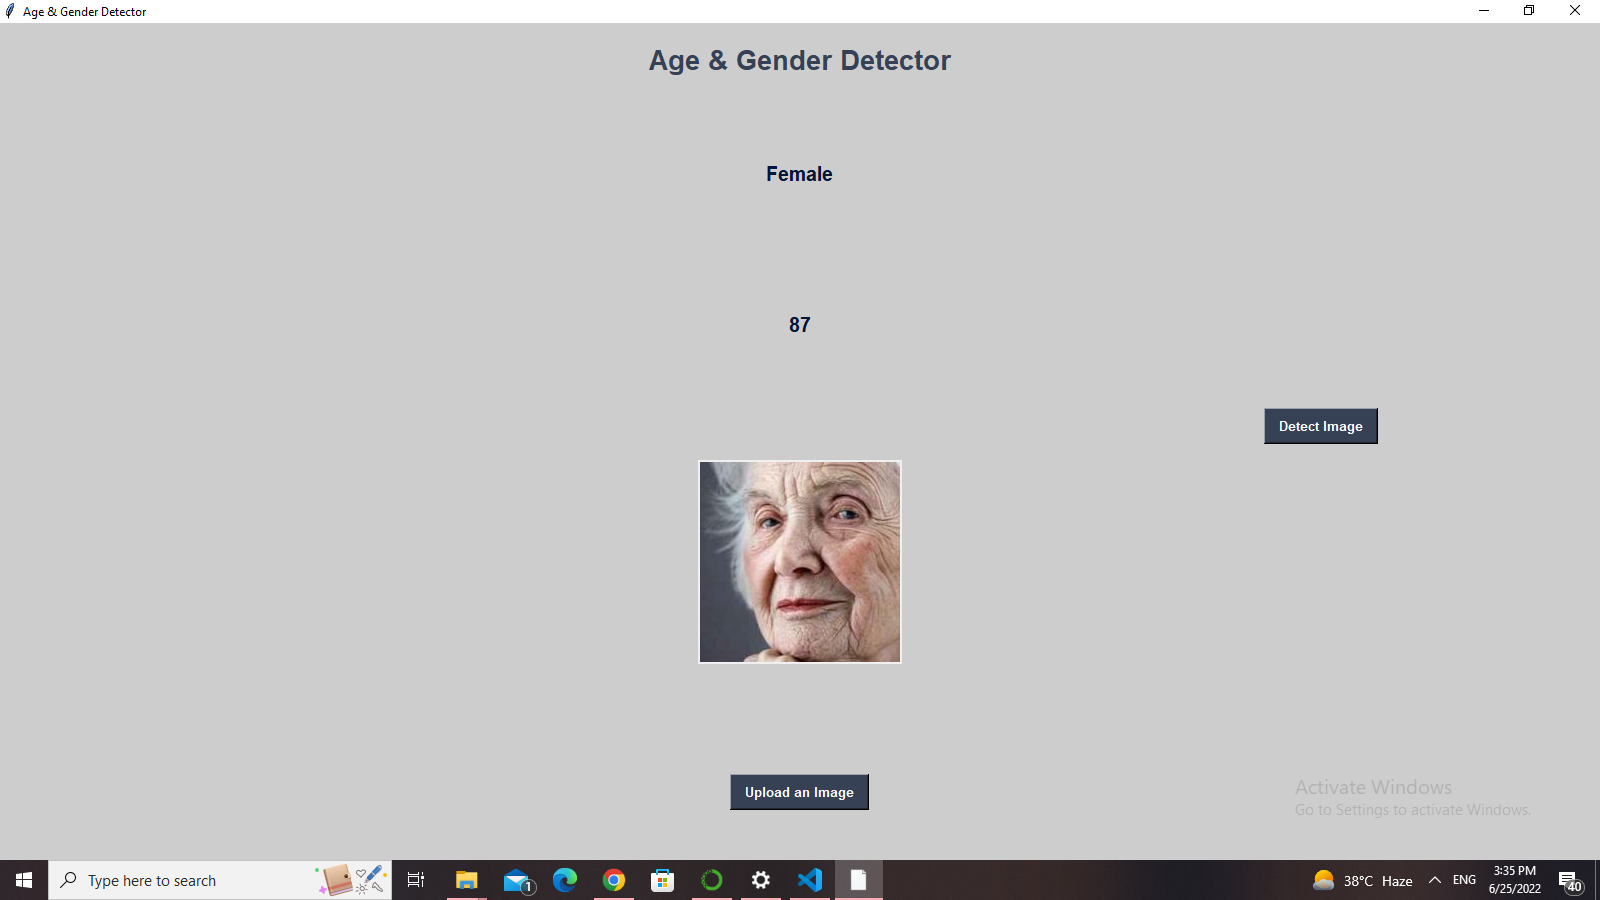 Age & Gender Detector
Age & Gender Detector
Female
87
Detect Image
Upload an Image
Activate Windows
Go to Settings to activate Windows.
Type here to search
1
38°C Haze
ENG
3:35 PM
6/25/2022
40